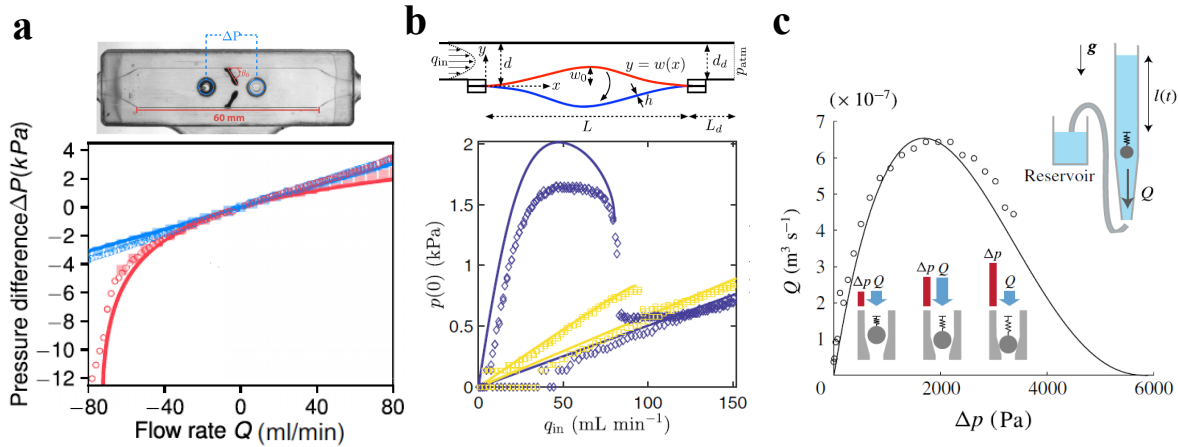 a
ΔP
θ₀
60 mm
Pressure difference ΔP(kPa)
4
2
0
−2
−4
−6
−8
−10
−12
−80
−40
0
40
80
Flow rate Q (ml/min)
b
q_in
y
d
w₀
y = w(x)
x
h
d_d
p_atm
L
L_d
p(0) (kPa)
2
1.5
1
0.5
0
0
50
100
150
q_in (mL min⁻¹)
c
(× 10⁻⁷)
Q (m³ s⁻¹)
7
6
5
4
3
2
1
0
2000
4000
6000
Δp (Pa)
g
l(t)
Reservoir
Q
Δp Q
Δp Q
Δp
Q